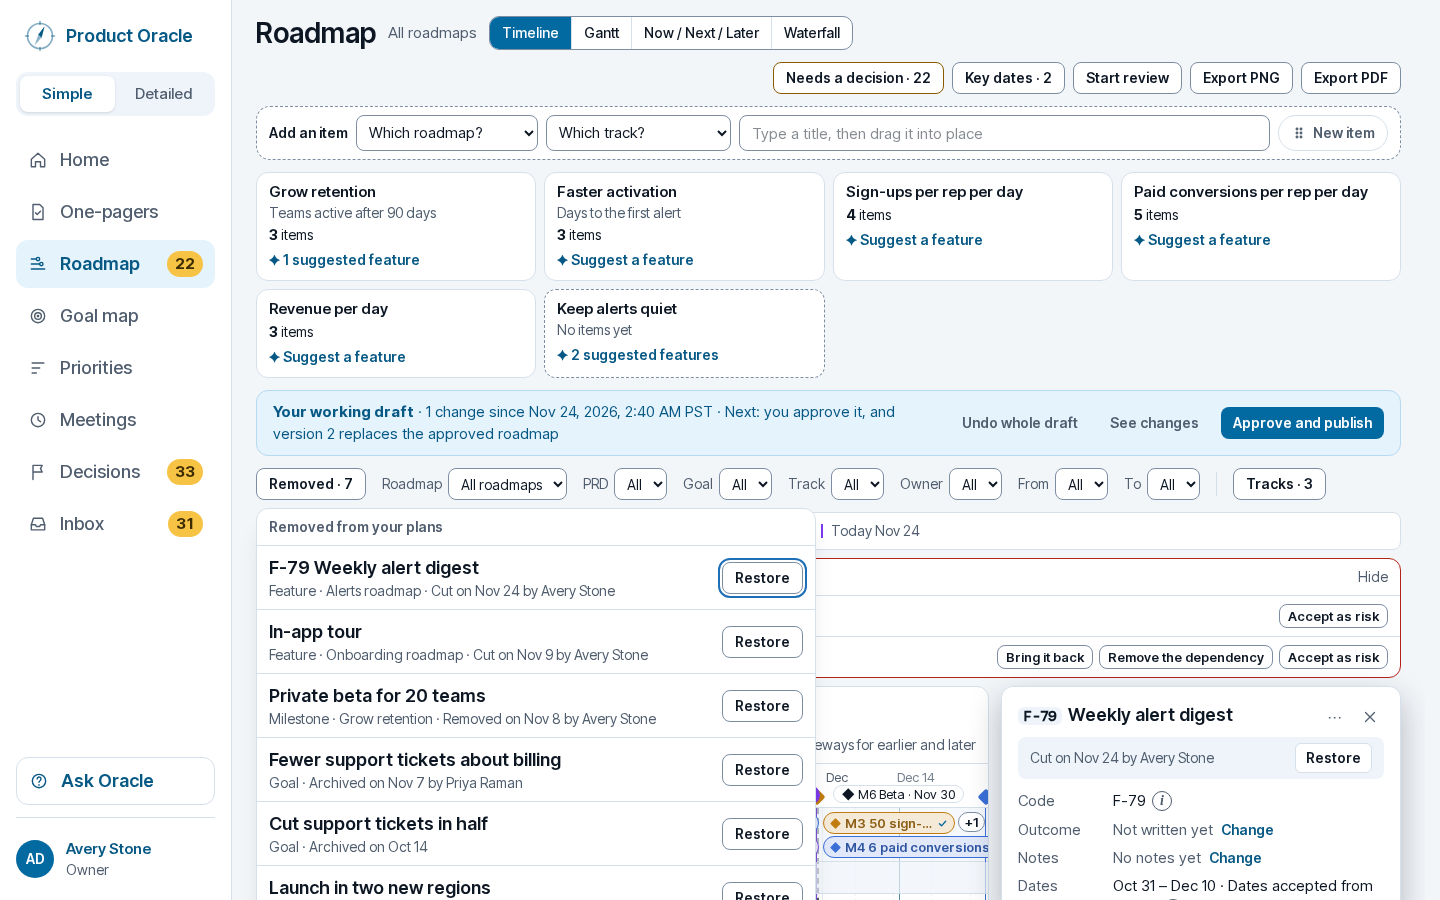 Product Oracle
Simple
Detailed
Home
One-pagers
Roadmap
22
Goal map
Priorities
Meetings
Decisions
33
Inbox
31
Ask Oracle
AD
Avery Stone
Owner
Roadmap
All roadmaps
Timeline
Gantt
Now / Next / Later
Waterfall
Needs a decision · 22
Key dates · 2
Start review
Export PNG
Export PDF
Add an item
Which roadmap?
Which track?
Type a title, then drag it into place
New item
Grow retention
Teams active after 90 days
3 items
1 suggested feature
Faster activation
Days to the first alert
3 items
Suggest a feature
Sign-ups per rep per day
4 items
Suggest a feature
Paid conversions per rep per day
5 items
Suggest a feature
Revenue per day
3 items
Suggest a feature
Keep alerts quiet
No items yet
2 suggested features
Your working draft · 1 change since Nov 24, 2026, 2:40 AM PST · Next: you approve it, and
version 2 replaces the approved roadmap
Undo whole draft
See changes
Approve and publish
Removed · 7
Roadmap
All roadmaps
PRD
All
Goal
All
Track
All
Owner
All
From
All
To
All
Tracks · 3
Removed from your plans
F-79 Weekly alert digest
Feature · Alerts roadmap · Cut on Nov 24 by Avery Stone
Restore
In-app tour
Feature · Onboarding roadmap · Cut on Nov 9 by Avery Stone
Restore
Private beta for 20 teams
Milestone · Grow retention · Removed on Nov 8 by Avery Stone
Restore
Fewer support tickets about billing
Goal · Archived on Nov 7 by Priya Raman
Restore
Cut support tickets in half
Goal · Archived on Oct 14
Restore
Launch in two new regions
Restore
Today Nov 24
Hide
Accept as risk
Bring it back
Remove the dependency
Accept as risk
eways for earlier and later
Dec
Dec 14
M6 Beta · Nov 30
M3 50 sign-...
+1
M4 6 paid conversions
F-79 Weekly alert digest
...
Cut on Nov 24 by Avery Stone
Restore
Code
F-79
i
Outcome
Not written yet
Change
Notes
No notes yet
Change
Dates
Oct 31 – Dec 10 · Dates accepted from